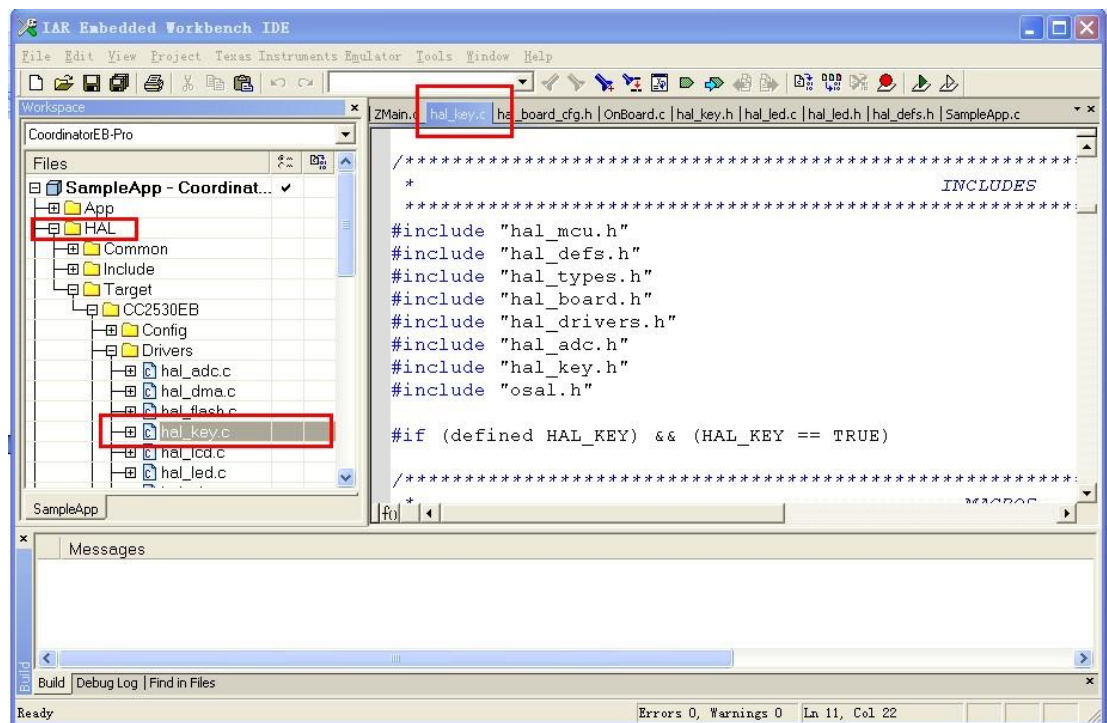 IAR Embedded Workbench IDE
File Edit View Project Texas Instruments Emulator Tools Window Help
Workspace
CoordinatorEB-Pro
Files
SampleApp - Coordinat...
App
HAL
Common
Include
Target
CC2530EB
Config
Drivers
hal_adc.c
hal_dma.c
hal_flash.c
hal_key.c
hal_lcd.c
hal_led.c
SampleApp
ZMain.c hal_key.c hal_board_cfg.h | OnBoard.c | hal_key.h | hal_led.c | hal_led.h | hal_defs.h | SampleApp.c
/**********************************************************
* INCLUDES
**********************************************************
#include "hal_mcu.h"
#include "hal_defs.h"
#include "hal_types.h"
#include "hal_board.h"
#include "hal_drivers.h"
#include "hal_adc.h"
#include "hal_key.h"
#include "osal.h"
#if (defined HAL_KEY) && (HAL_KEY == TRUE)
/**********************************************************
* MACROS
f()
Messages
Build
Build | Debug Log | Find in Files
Ready Errors 0, Warnings 0 Ln 11, Col 22